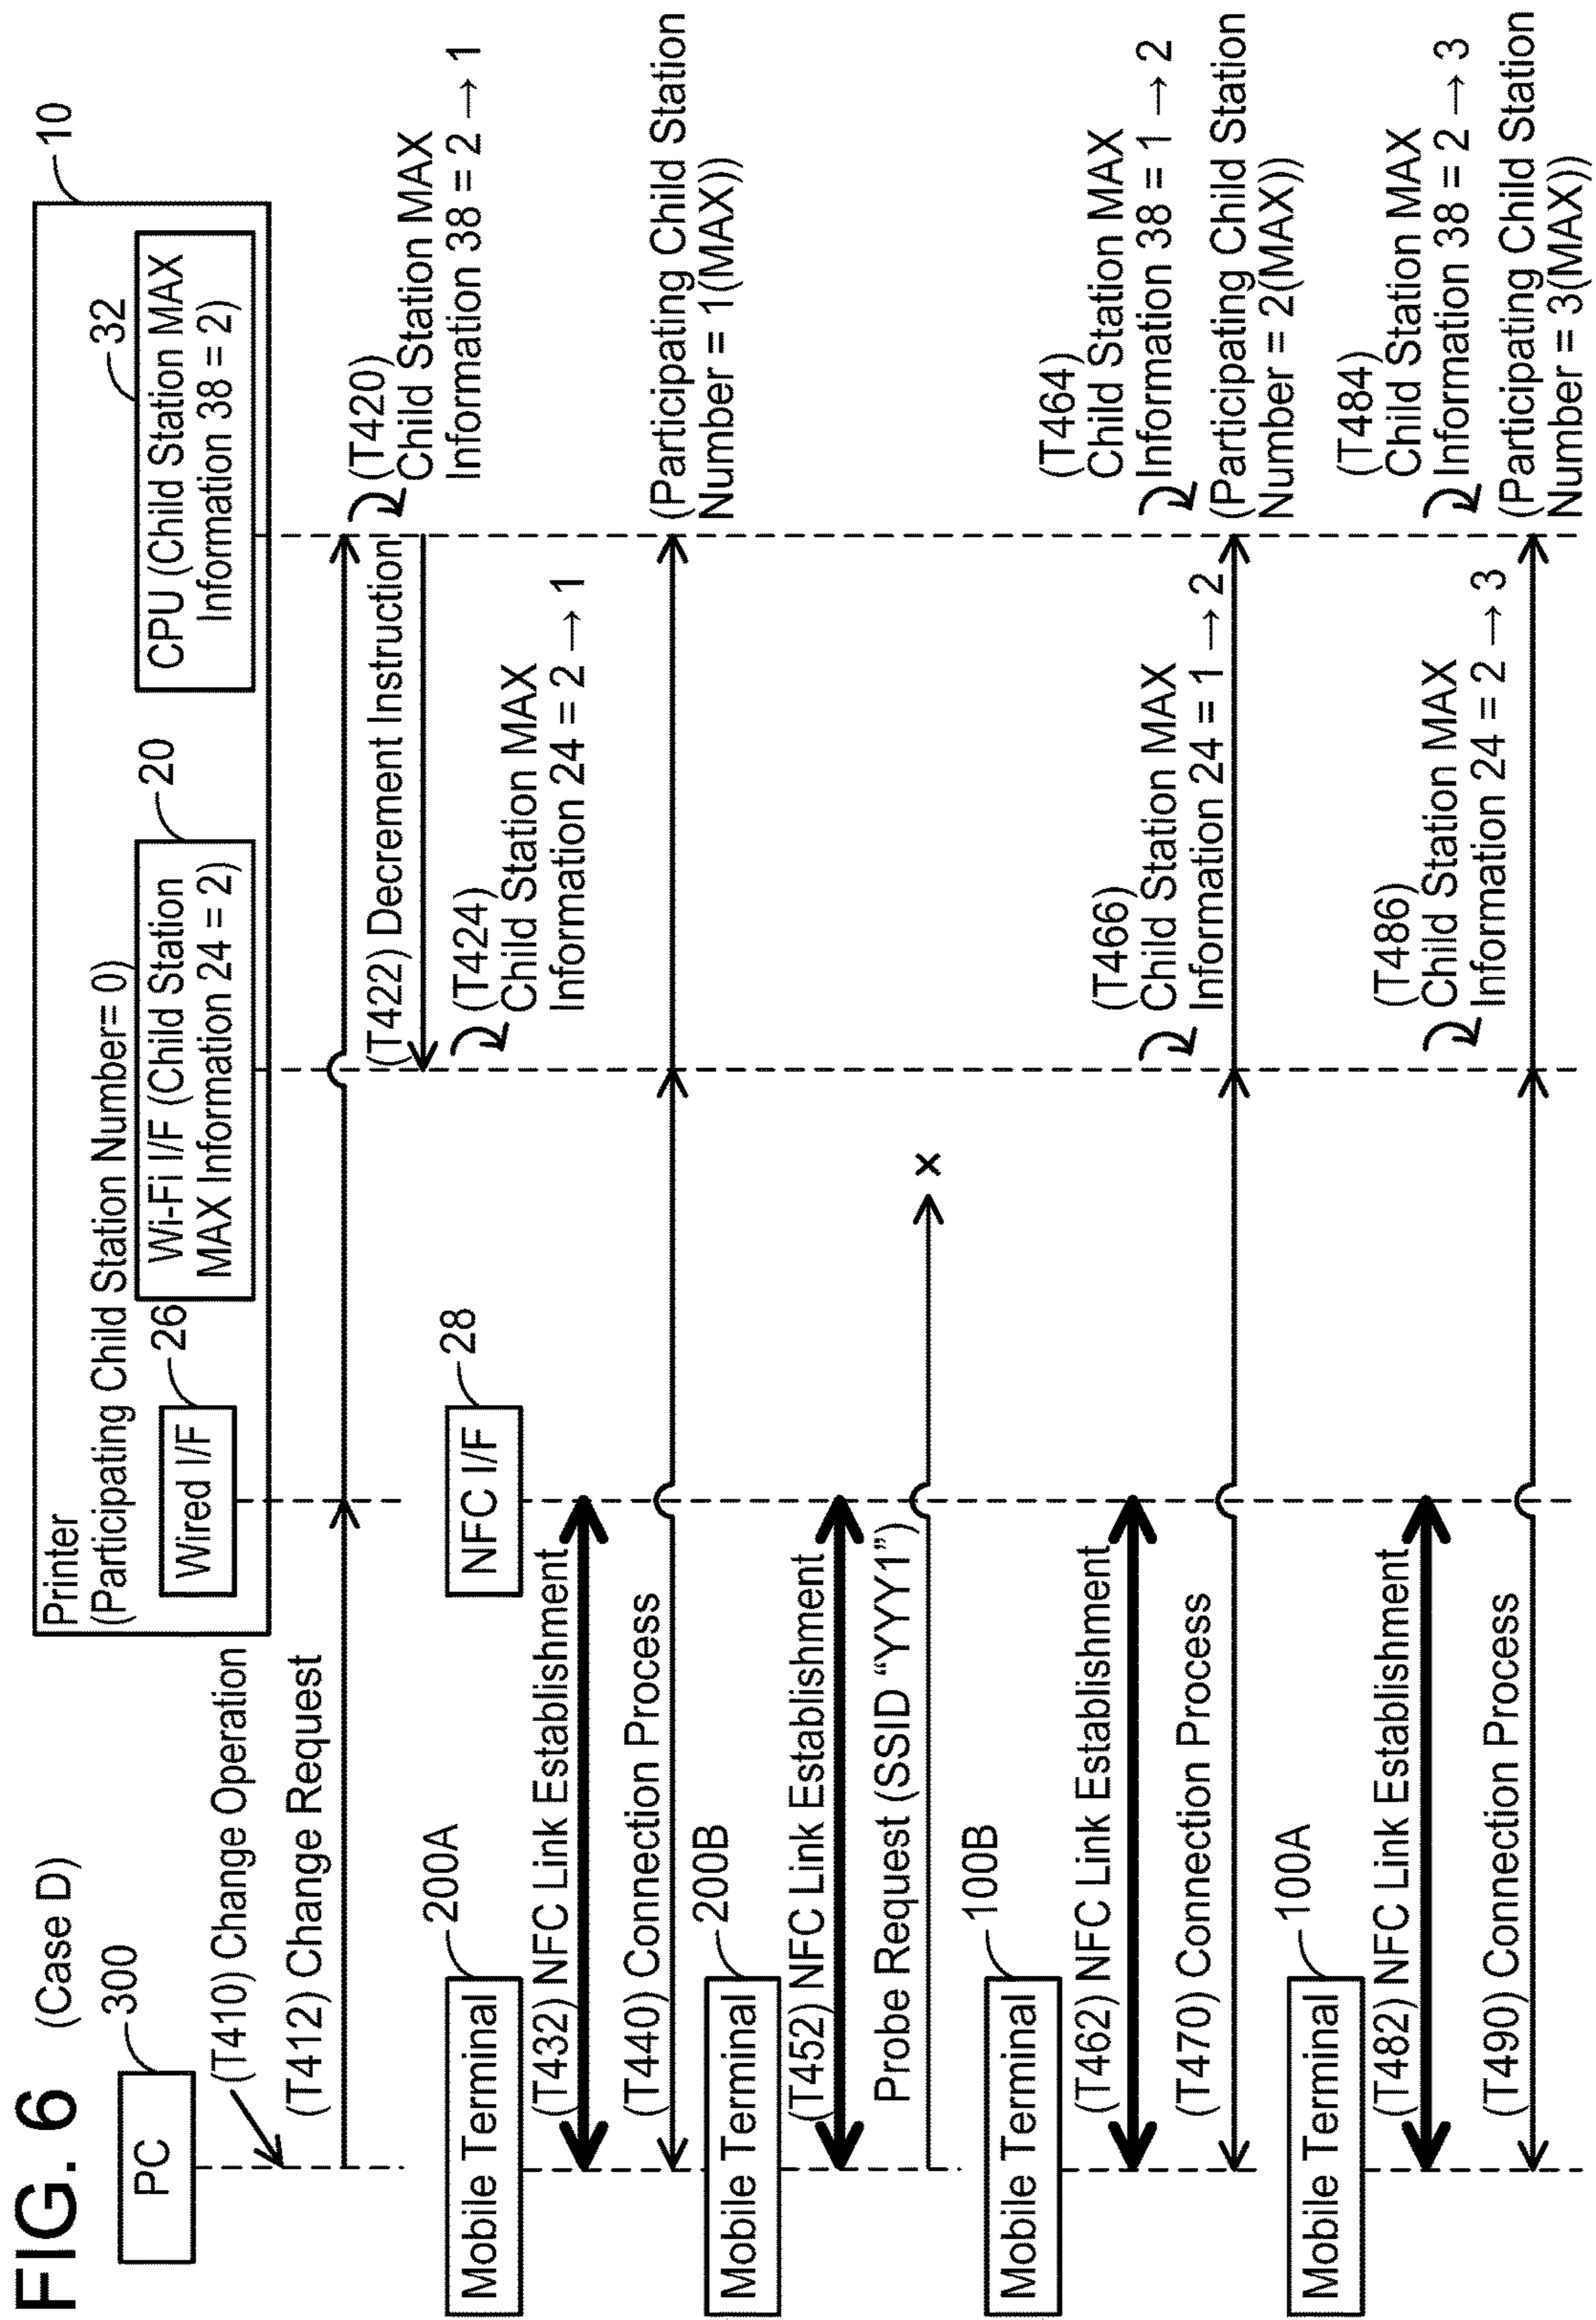 FIG. 6
(Case D)
300
PC
Printer
(Participating Child Station Number= 0)
10
26
Wired I/F
20
Wi-Fi I/F (Child Station
MAX Information 24 = 2)
32
CPU (Child Station MAX
Information 38 = 2)
(T410) Change Operation
(T412) Change Request
(T420)
Child Station MAX
Information 38 = 2 → 1
(T422) Decrement Instruction
(T424)
Child Station MAX
Information 24 = 2 → 1
200A
Mobile Terminal
28
NFC I/F
(T432) NFC Link Establishment
(T440) Connection Process
(Participating Child Station
Number = 1(MAX))
200B
Mobile Terminal
(T452) NFC Link Establishment
Probe Request (SSID “YYY1”)
×
100B
Mobile Terminal
(T462) NFC Link Establishment
(T464)
Child Station MAX
Information 38 = 1 → 2
(T466)
Child Station MAX
Information 24 = 1 → 2
(T470) Connection Process
(Participating Child Station
Number = 2(MAX))
100A
Mobile Terminal
(T482) NFC Link Establishment
(T484)
Child Station MAX
Information 38 = 2 → 3
(T486)
Child Station MAX
Information 24 = 2 → 3
(T490) Connection Process
(Participating Child Station
Number = 3(MAX))